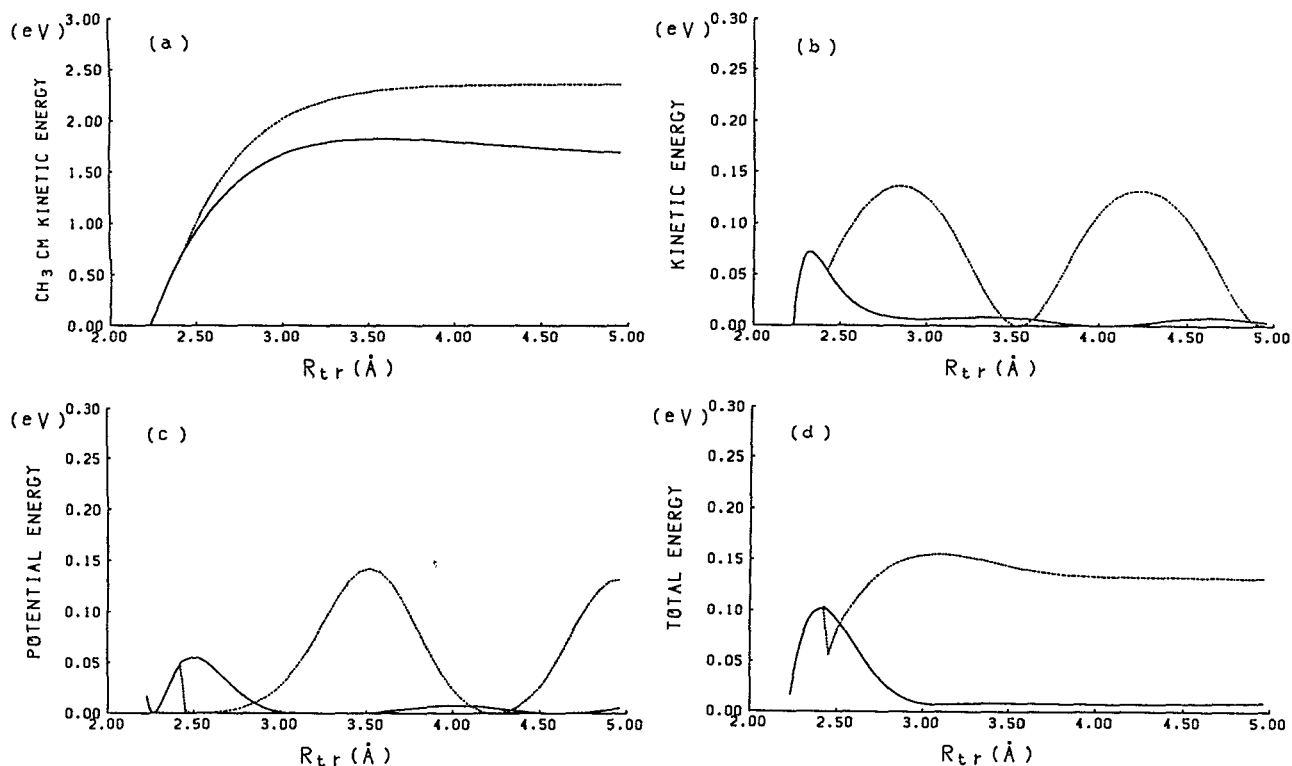 (eV)
(a)
3.00
2.50
2.00
1.50
1.00
0.50
0.00
CH₃ CM KINETIC ENERGY
2.00 2.50 3.00 3.50 4.00 4.50 5.00
Rtr (Å)
(eV)
(b)
0.30
0.25
0.20
0.15
0.10
0.05
0.00
KINETIC ENERGY
2.00 2.50 3.00 3.50 4.00 4.50 5.00
Rtr (Å)
(eV)
(c)
0.30
0.25
0.20
0.15
0.10
0.05
0.00
POTENTIAL ENERGY
2.00 2.50 3.00 3.50 4.00 4.50 5.00
Rtr (Å)
(eV)
(d)
0.30
0.25
0.20
0.15
0.10
0.05
0.00
TOTAL ENERGY
2.00 2.50 3.00 3.50 4.00 4.50 5.00
Rtr (Å)